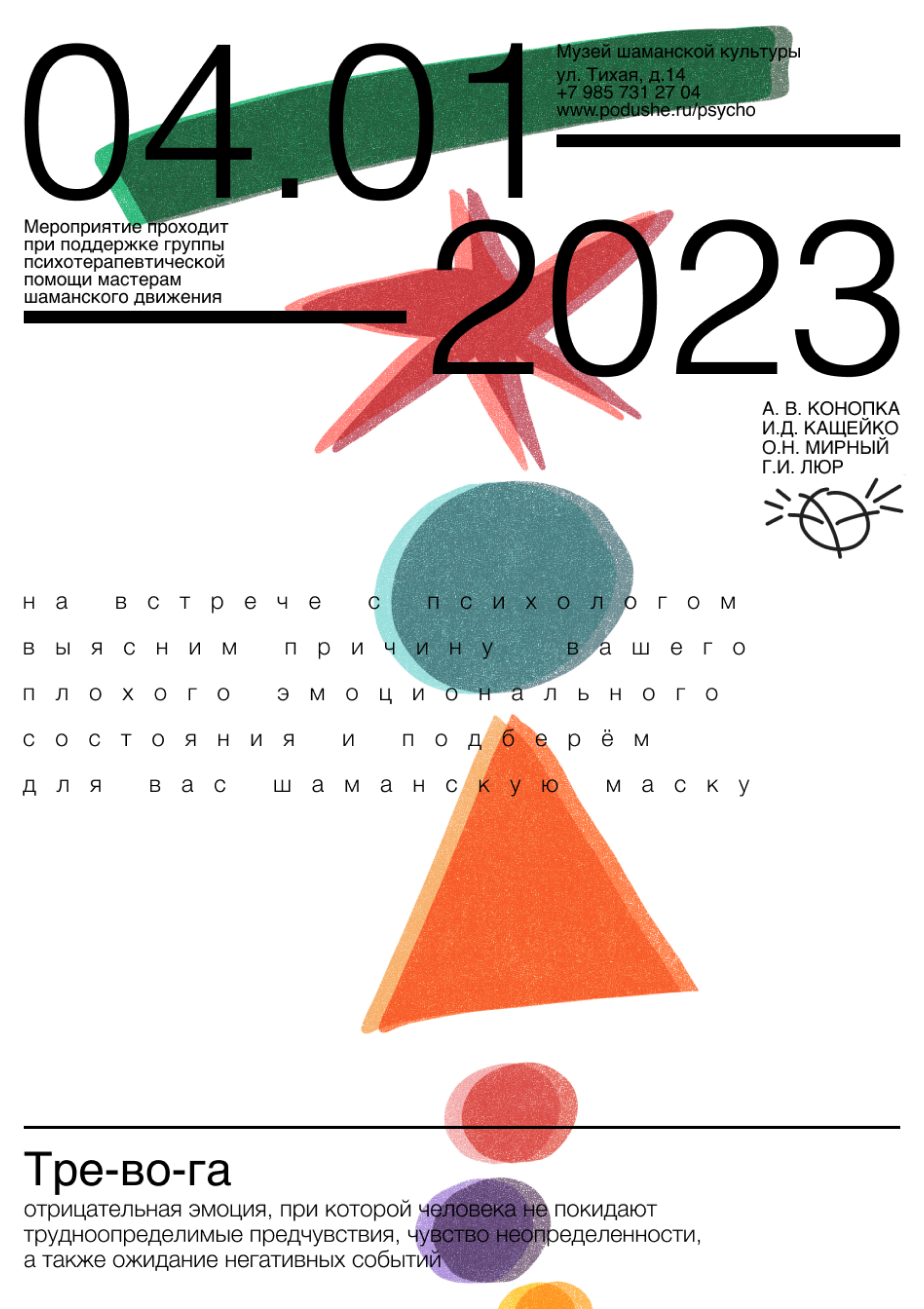 04.01
Музей шаманской культуры
ул. Тихая, д.14
+7 985 731 27 04
www.podushe.ru/psycho
Мероприятие проходит
при поддержке группы
психотерапевтической
помощи мастерам
шаманского движения
2023
А. В. КОНОПКА
И.Д. КАЩЕЙКО
О.Н. МИРНЫЙ
Г.И. ЛЮР
на встрече с психологом
выясним причину вашего
плохого эмоционального
состояния и подберём
для вас шаманскую маску
Тре-во-га
отрицательная эмоция, при которой человека не покидают
трудноопределимые предчувствия, чувство неопределенности,
а также ожидание негативных событий